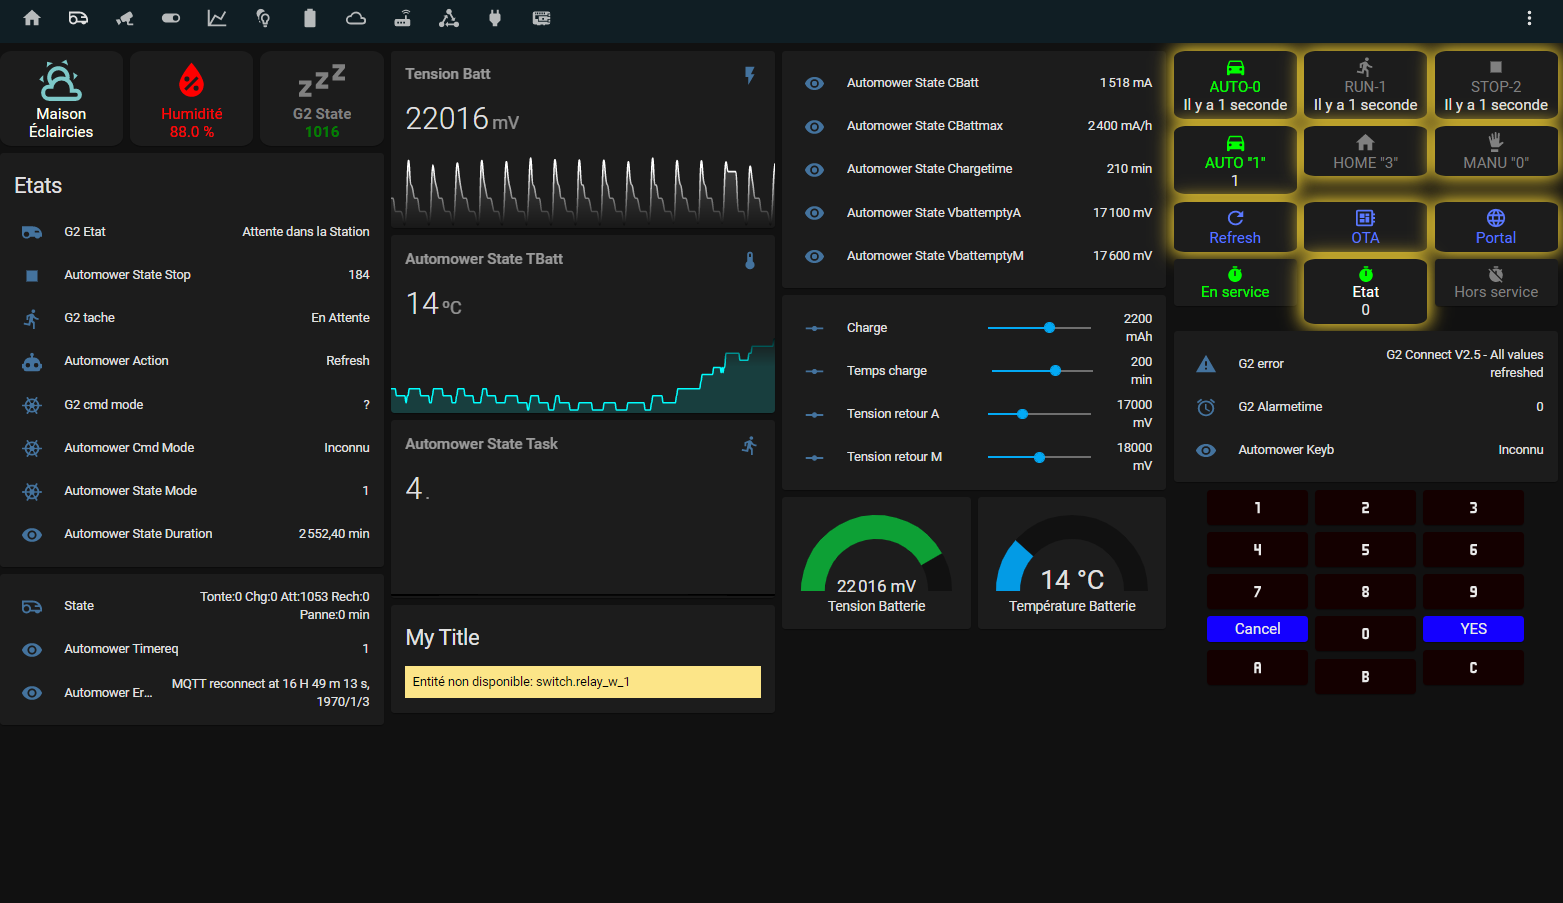 Maison
Éclaircies
Humidité
88.0 %
G2 State
1016
Etats
G2 Etat
Attente dans la Station
Automower State Stop
184
G2 tache
En Attente
Automower Action
Refresh
G2 cmd mode
?
Automower Cmd Mode
Inconnu
Automower State Mode
1
Automower State Duration
2 552,40 min
State
Tonte:0 Chg:0 Att:1053 Rech:0
Panne:0 min
Automower Timereq
1
Automower Er...
MQTT reconnect at 16 H 49 m 13 s,
1970/1/3
Tension Batt
22016 mV
Automower State TBatt
14 ºC
Automower State Task
4 .
My Title
Entité non disponible: switch.relay_w_1
Automower State CBatt
1 518 mA
Automower State CBattmax
2 400 mA/h
Automower State Chargetime
210 min
Automower State VbattemptyA
17 100 mV
Automower State VbattemptyM
17 600 mV
Charge
2200
mAh
Temps charge
200
min
Tension retour A
17000
mV
Tension retour M
18000
mV
22 016 mV
Tension Batterie
14 °C
Température Batterie
AUTO-0
Il y a 1 seconde
RUN-1
Il y a 1 seconde
STOP-2
Il y a 1 seconde
AUTO "1"
1
HOME "3"
MANU "0"
Refresh
OTA
Portal
En service
Etat
0
Hors service
G2 error
G2 Connect V2.5 - All values
refreshed
G2 Alarmetime
0
Automower Keyb
Inconnu
1
2
3
4
5
6
7
8
9
Cancel
0
YES
A
B
C